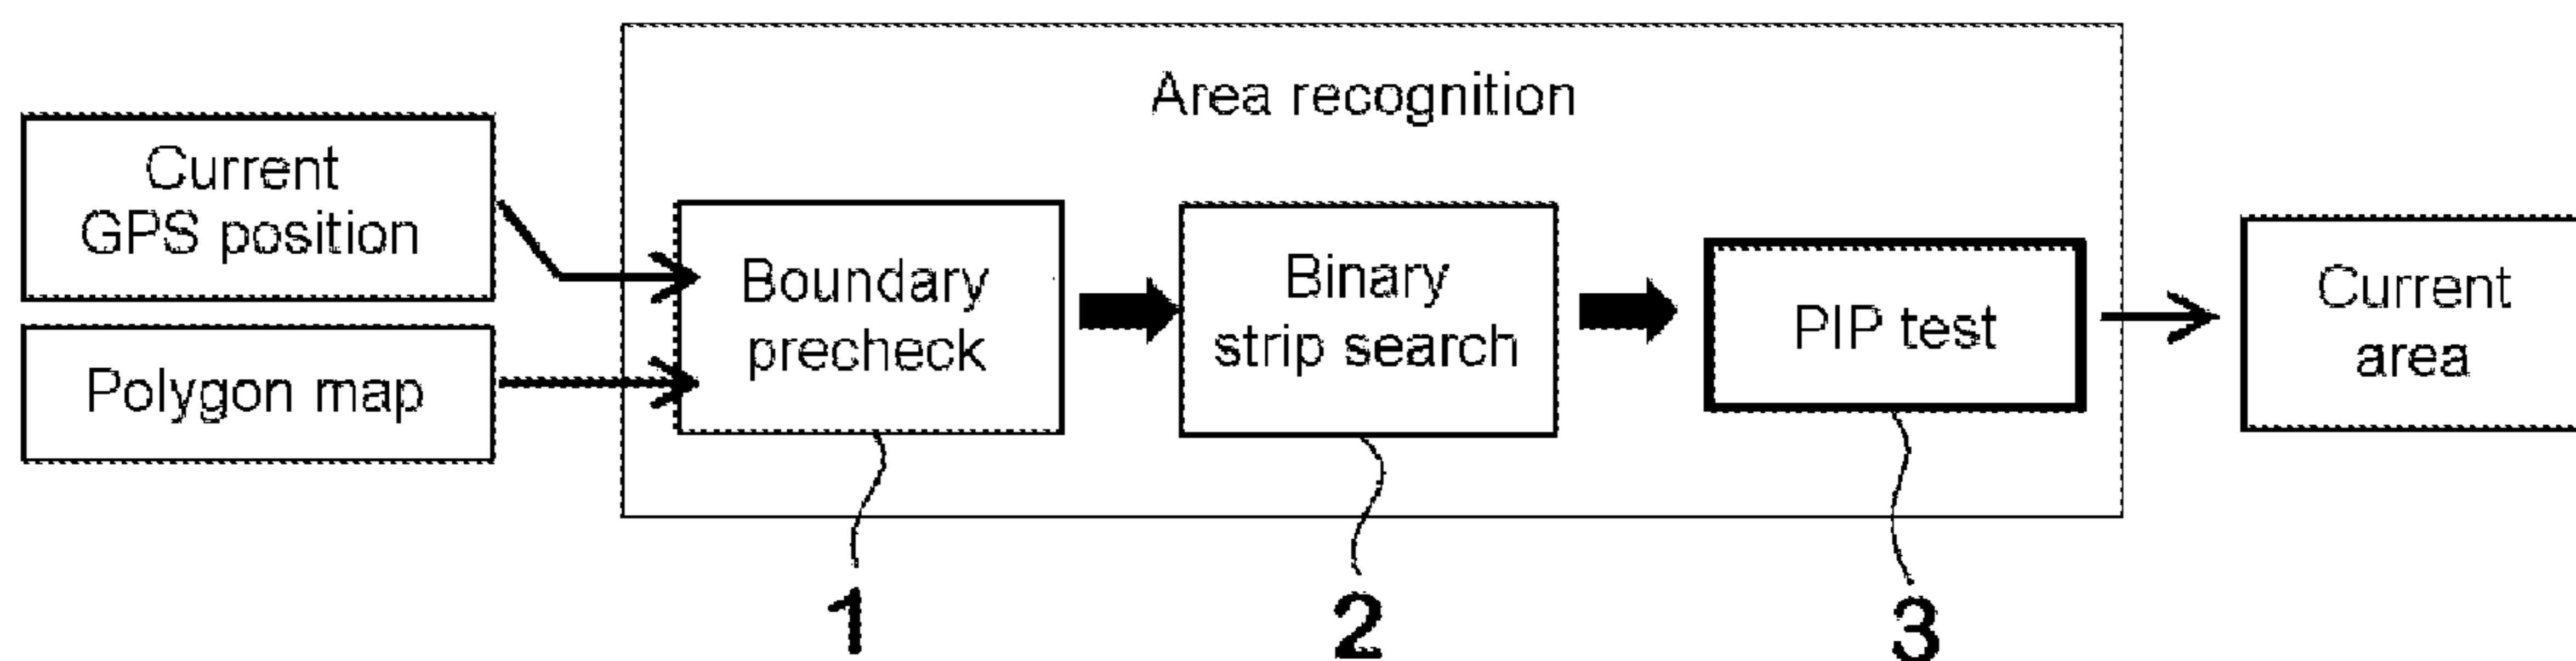 Area recognition
Current
GPS position
Polygon map
Boundary
precheck
Binary
strip search
PIP test
Current
area
1
2
3